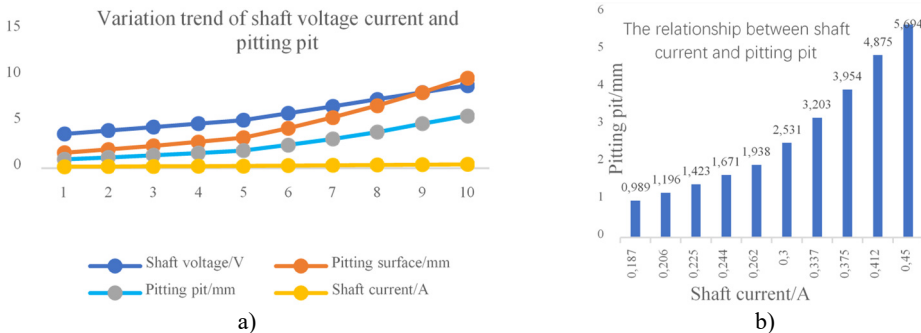 Variation trend of shaft voltage current and
pitting pit
15
10
5
0
1 2 3 4 5 6 7 8 9 10
Shaft voltage/V
Pitting surface/mm
Pitting pit/mm
Shaft current/A
a)
The relationship between shaft
current and pitting pit
Pitting pit/mm
6
5
4
3
2
1
0
0,989
1,196
1,423
1,671
1,938
2,531
3,203
3,954
4,875
5,694
0,187
0,206
0,225
0,244
0,262
0,3
0,337
0,375
0,412
0,45
Shaft current/A
b)